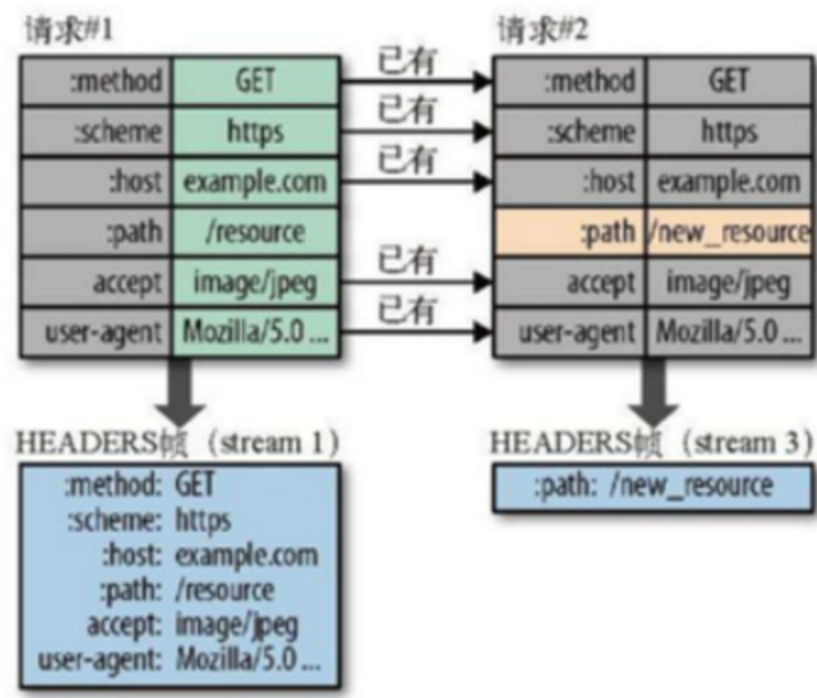 请求#1
:method GET
:scheme https
:host example.com
:path /resource
accept image/jpeg
user-agent Mozilla/5.0 ...
已有
已有
已有
已有
已有
请求#2
:method GET
:scheme https
:host example.com
:path /new_resource
accept image/jpeg
user-agent Mozilla/5.0 ...
HEADERS帧（stream 1）
:method: GET
:scheme: https
:host: example.com
:path: /resource
accept: image/jpeg
user-agent: Mozilla/5.0 ...
HEADERS帧（stream 3）
:path: /new_resource